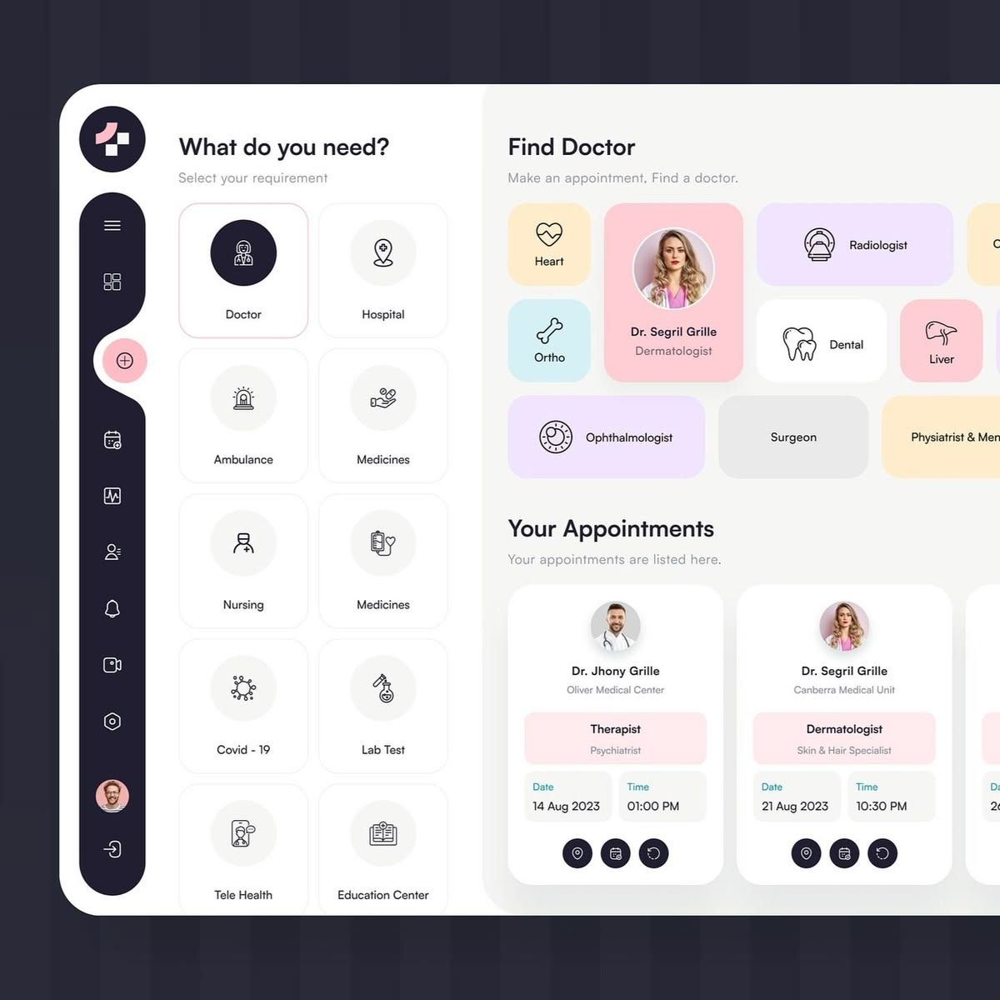 What do you need?
Select your requirement
Doctor
Hospital
Ambulance
Medicines
Nursing
Medicines
Covid - 19
Lab Test
Tele Health
Education Center
Find Doctor
Make an appointment, Find a doctor.
Heart
Dr. Segril Grille
Dermatologist
Radiologist
Ortho
Dental
Liver
Ophthalmologist
Surgeon
Physiatrist & Men
Your Appointments
Your appointments are listed here.
Dr. Jhony Grille
Oliver Medical Center
Therapist
Psychiatrist
Date
Time
14 Aug 2023
01:00 PM
Dr. Segril Grille
Canberra Medical Unit
Dermatologist
Skin & Hair Specialist
Date
Time
21 Aug 2023
10:30 PM